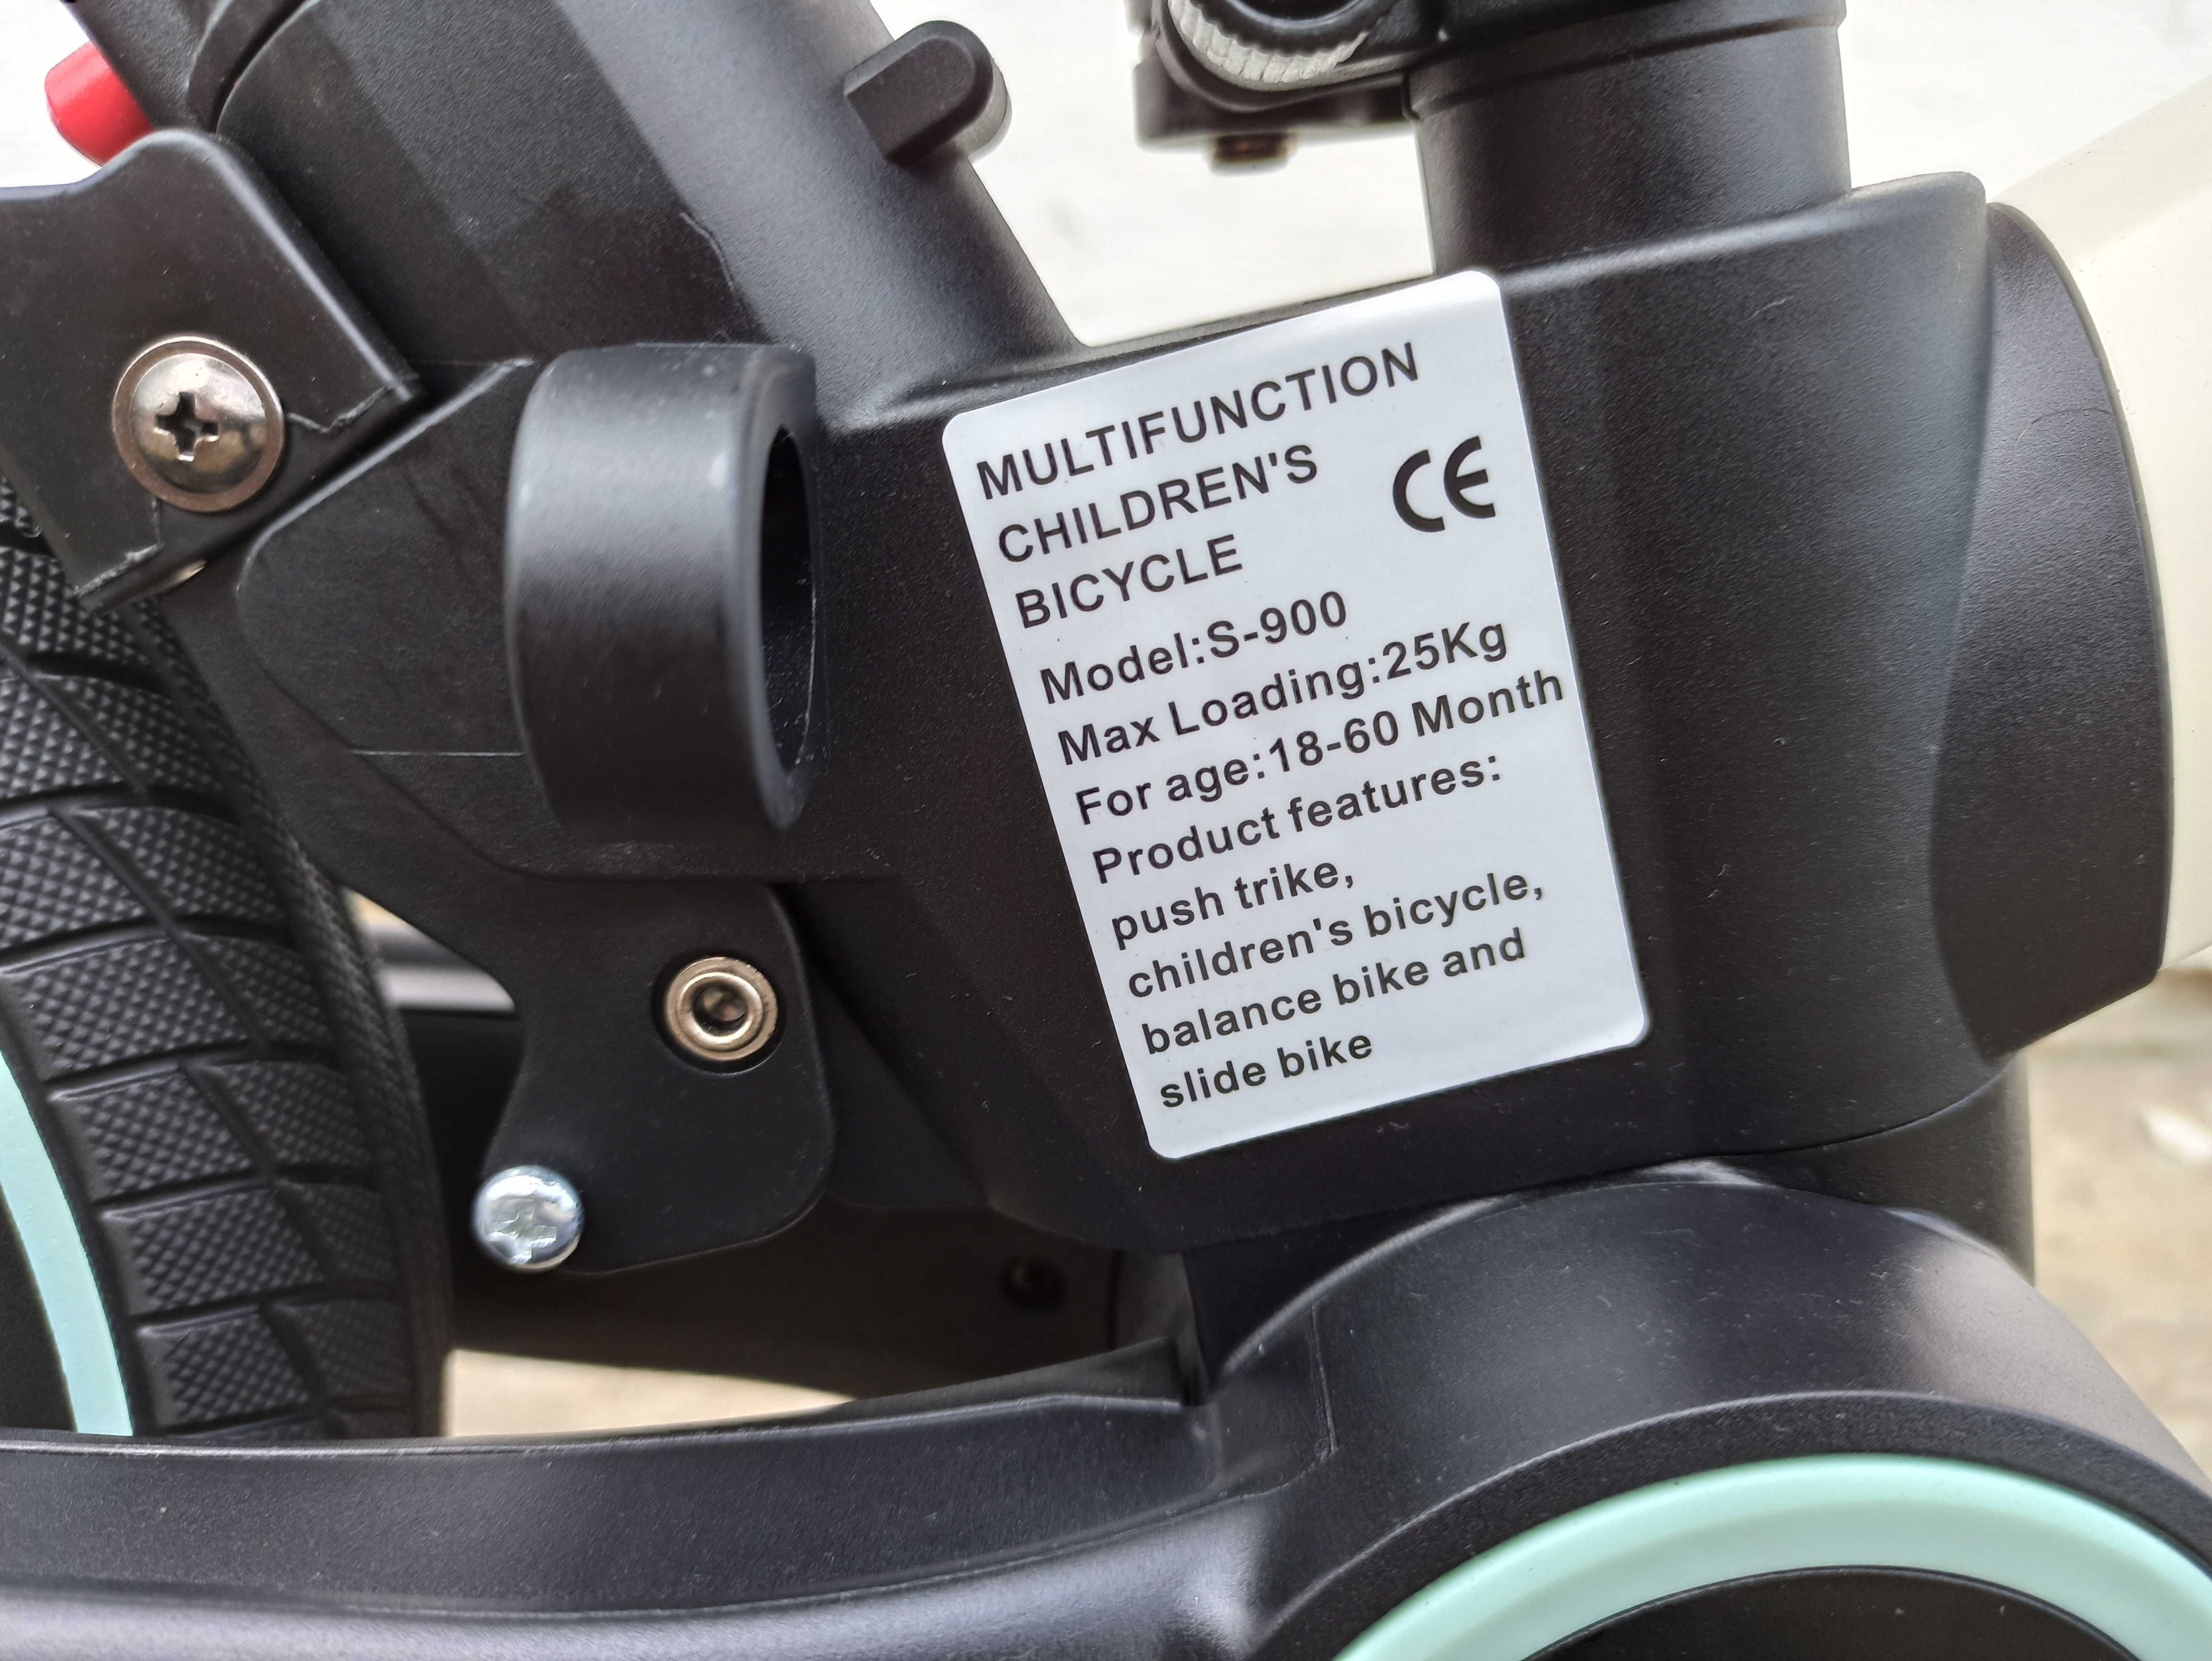 MULTIFUNCTION
CHILDREN'S
BICYCLE
CE
Model:S-900
Max Loading:25Kg
For age:18-60 Month
Product features:
push trike,
children's bicycle,
balance bike and
slide bike